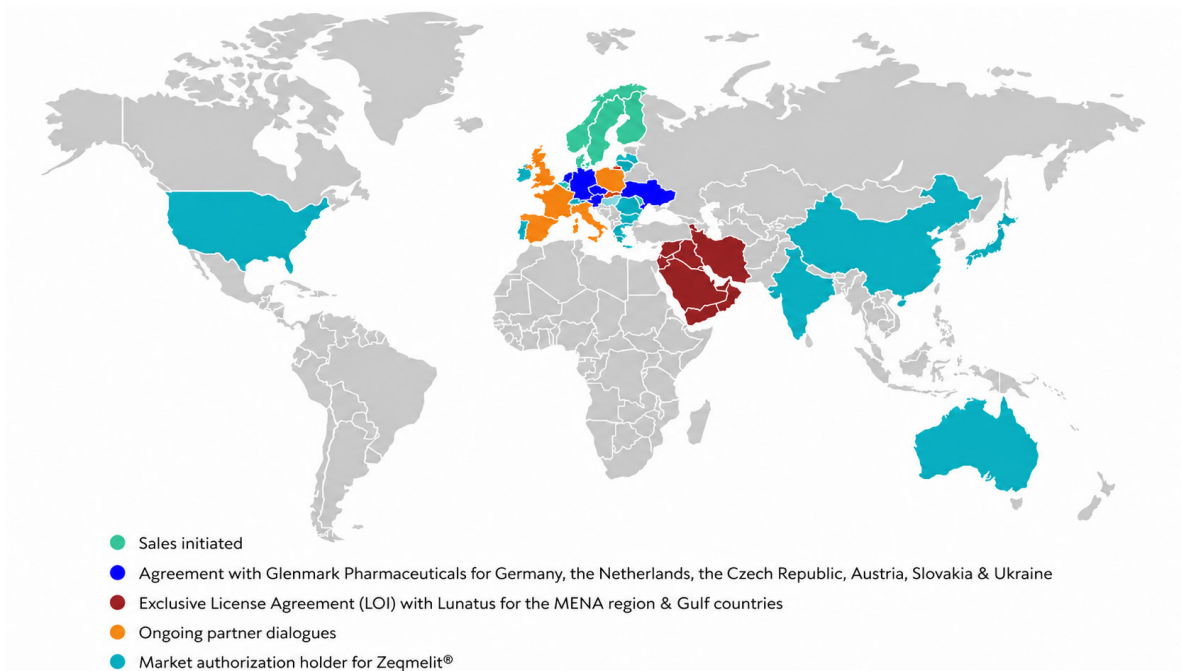 Sales initiated
Agreement with Glenmark Pharmaceuticals for Germany, the Netherlands, the Czech Republic, Austria, Slovakia & Ukraine
Exclusive License Agreement (LOI) with Lunatus for the MENA region & Gulf countries
Ongoing partner dialogues
Market authorization holder for Zeqmelit®